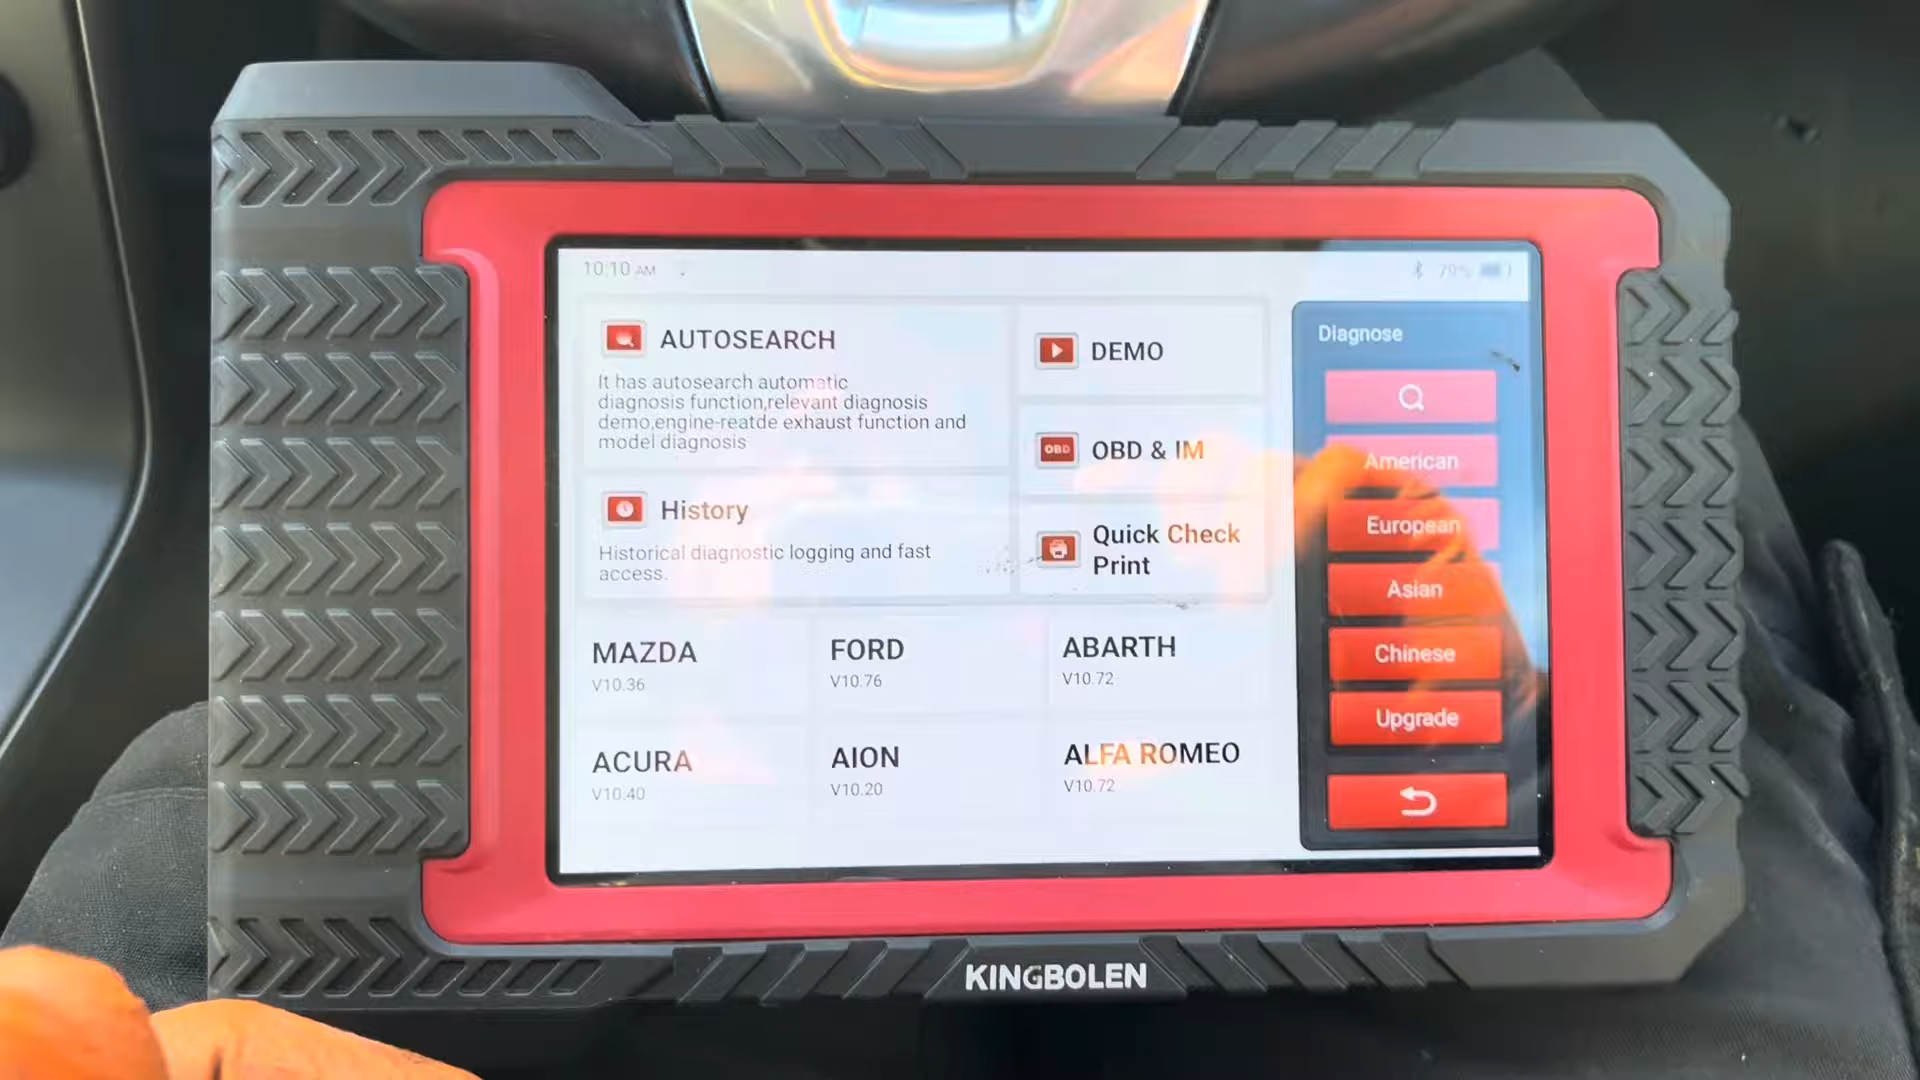 10:10 AM
79%
AUTOSEARCH
It has autosearch automatic
diagnosis function,relevant diagnosis
demo,engine-reatde exhaust function and
model diagnosis
History
Historical diagnostic logging and fast
access.
DEMO
OBD
OBD & IM
Quick Check
Print
MAZDA
V10.36
FORD
V10.76
ABARTH
V10.72
ACURA
V10.40
AION
V10.20
ALFA ROMEO
V10.72
Diagnose
American
European
Asian
Chinese
Upgrade
KINGBOLEN